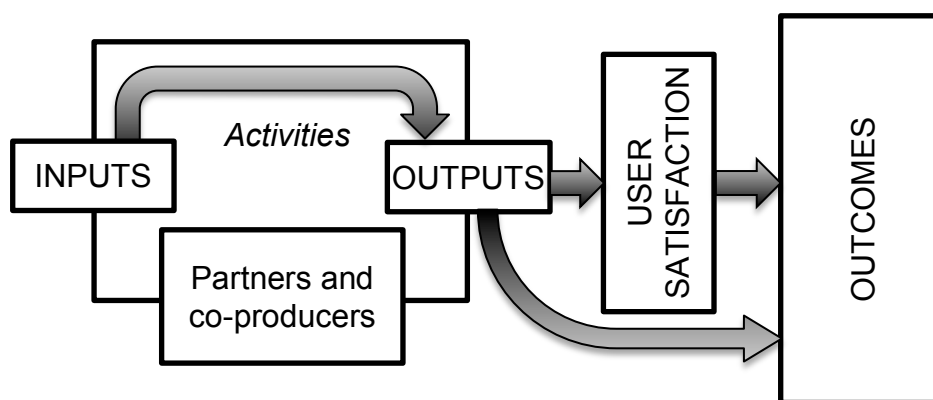 Activities
INPUTS
OUTPUTS
Partners and
co-producers
USER
SATISFACTION
OUTCOMES